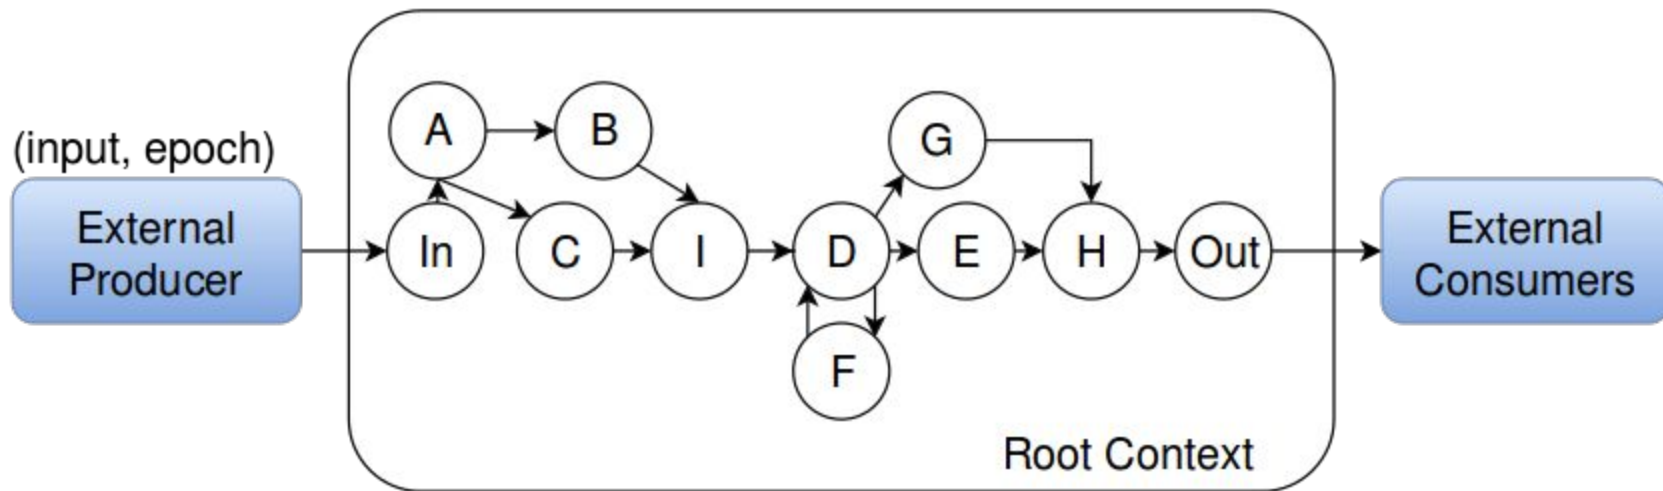 (input, epoch)
External
Producer
A
B
G
In
C
I
D
E
H
Out
External
Consumers
F
Root Context